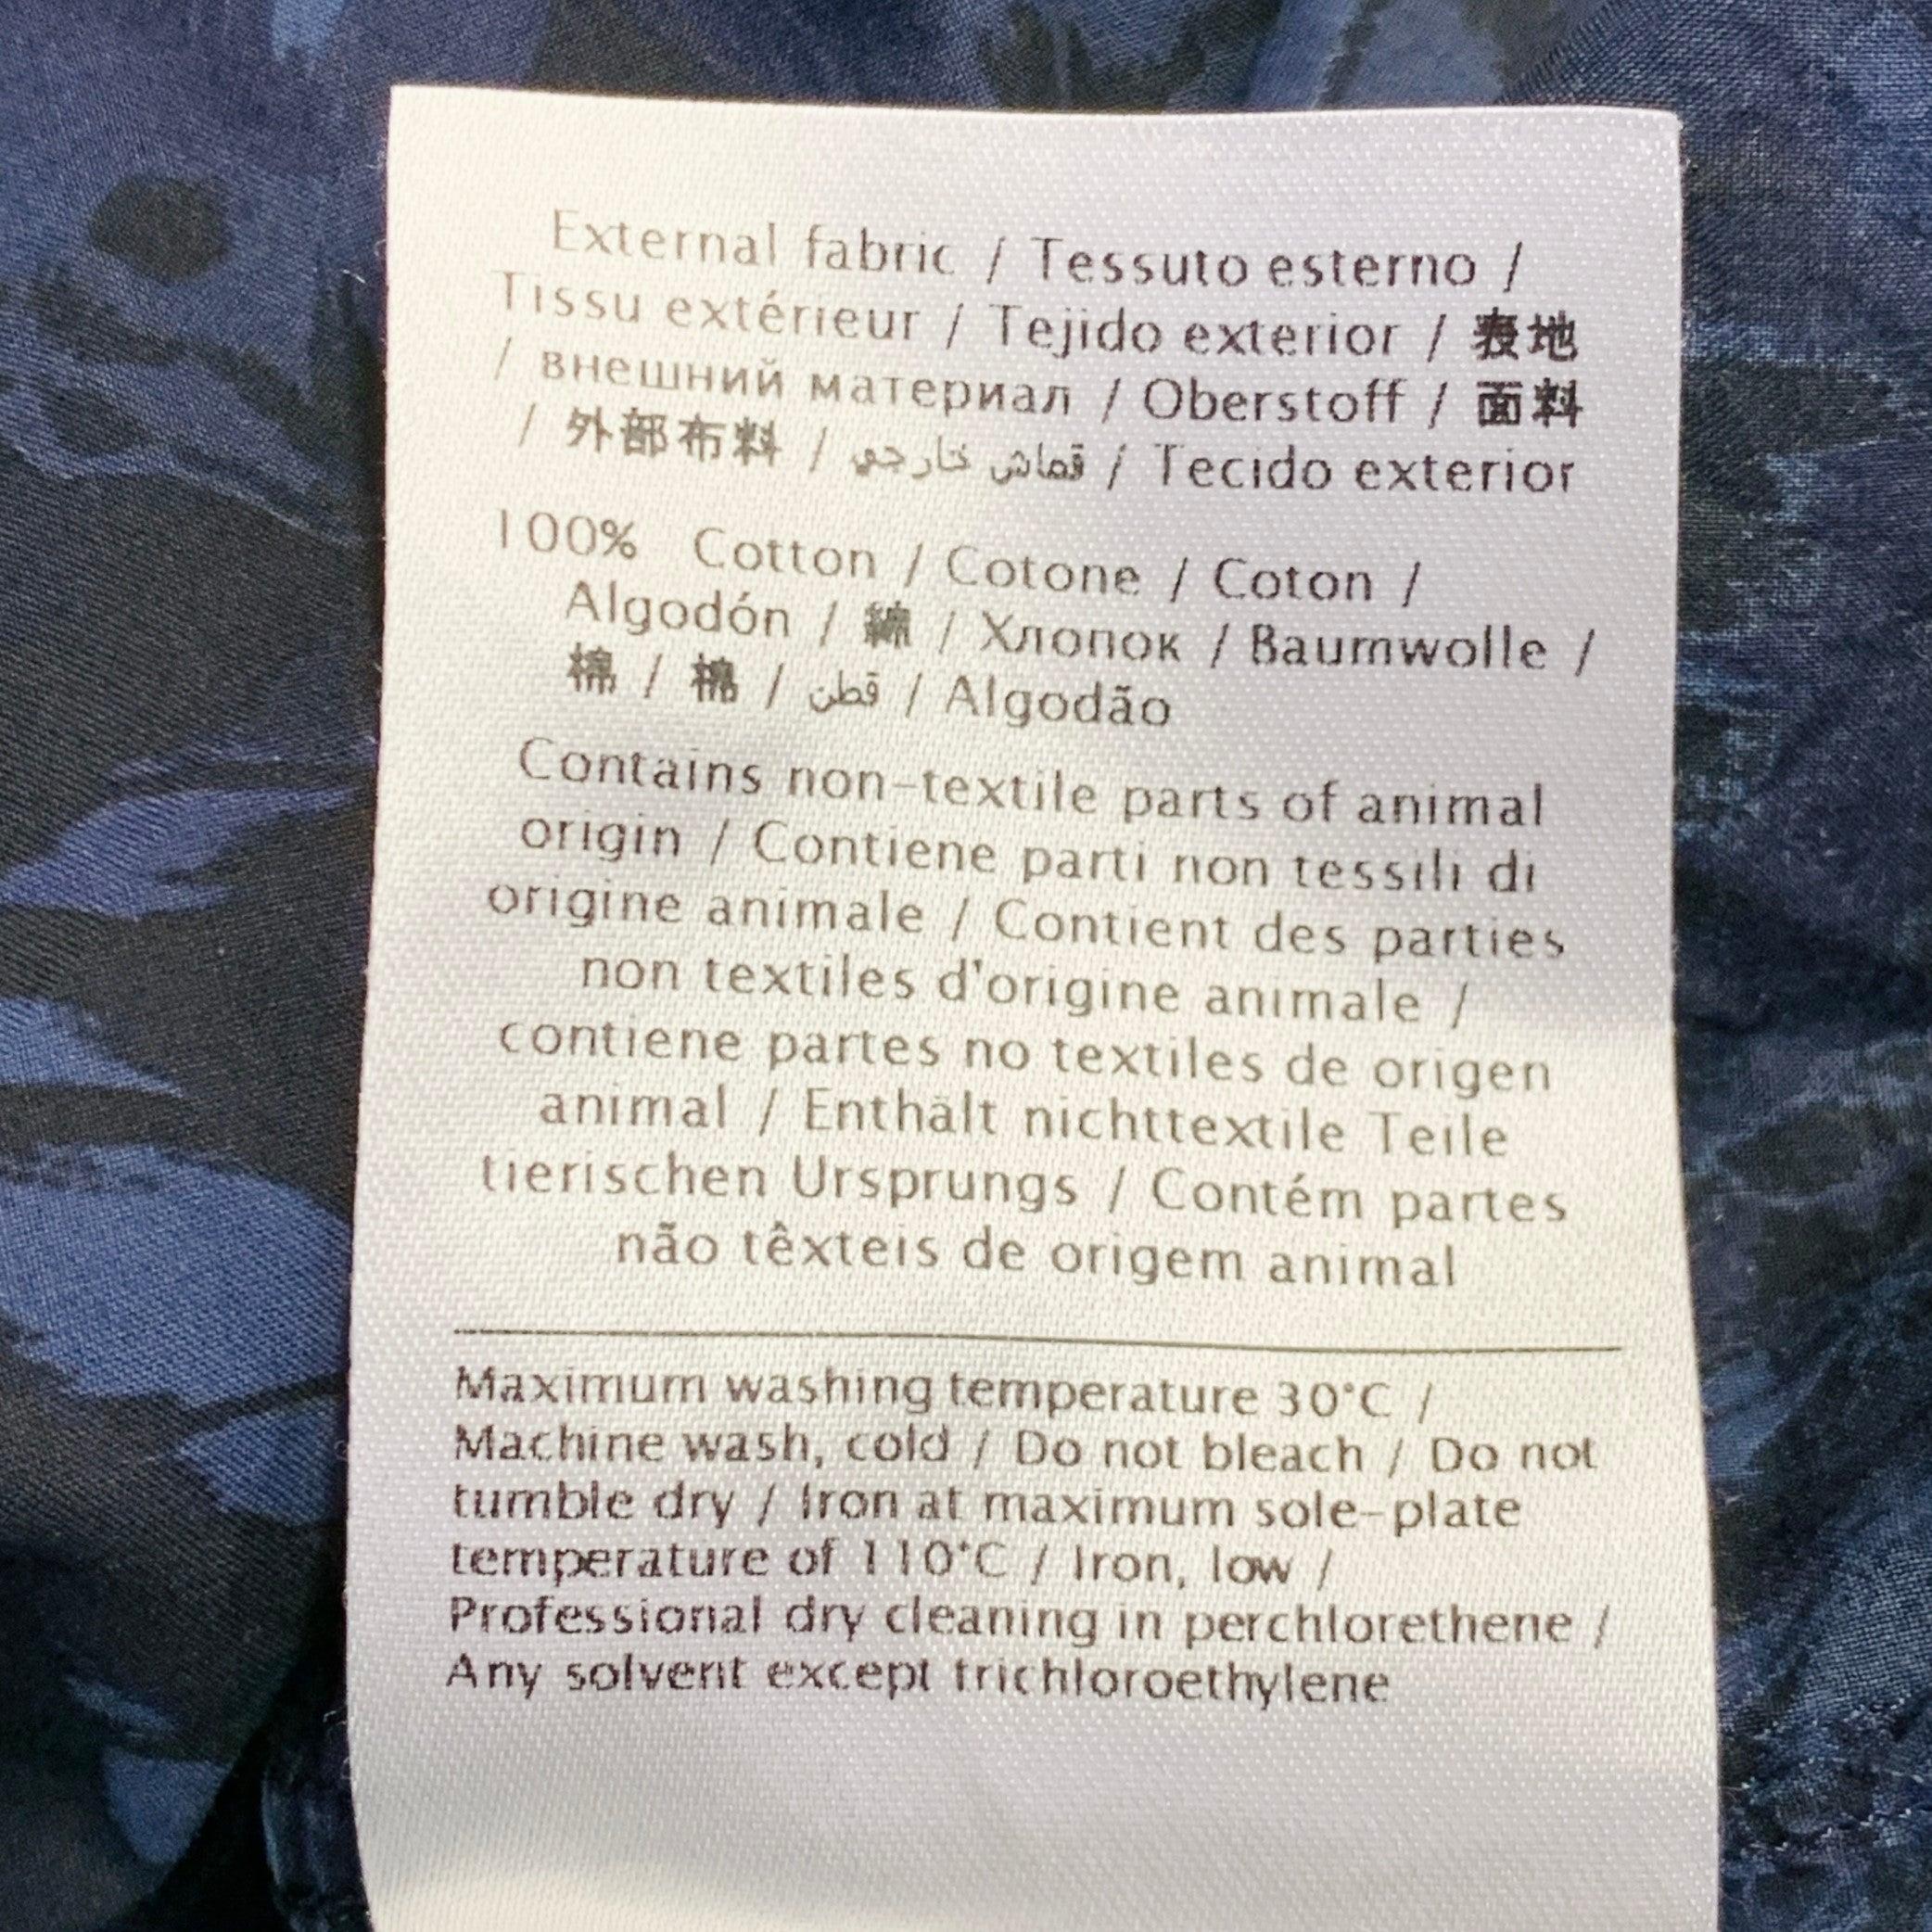 External fabric / Tessuto esterno /
Tissu extérieur / Tejido exterior / 表地
/ внешний материал / Oberstoff / 面料
/ 外部布料 / قماش خارجي / Tecido exterior
100% Cotton / Cotone / Coton /
Algodón / 綿 / Хлопок / Baumwolle /
棉 / 棉 / قطن / Algodão
Contains non-textile parts of animal
origin / Contiene parti non tessili di
origine animale / Contient des parties
non textiles d'origine animale /
contiene partes no textiles de origen
animal / Enthält nichttextile Teile
tierischen Ursprungs / Contém partes
não têxteis de origem animal
Maximum washing temperature 30°C /
Machine wash, cold / Do not bleach / Do not
tumble dry / Iron at maximum sole-plate
temperature of 110°C / Iron, low /
Professional dry cleaning in perchlorethene /
Any solvent except trichloroethylene